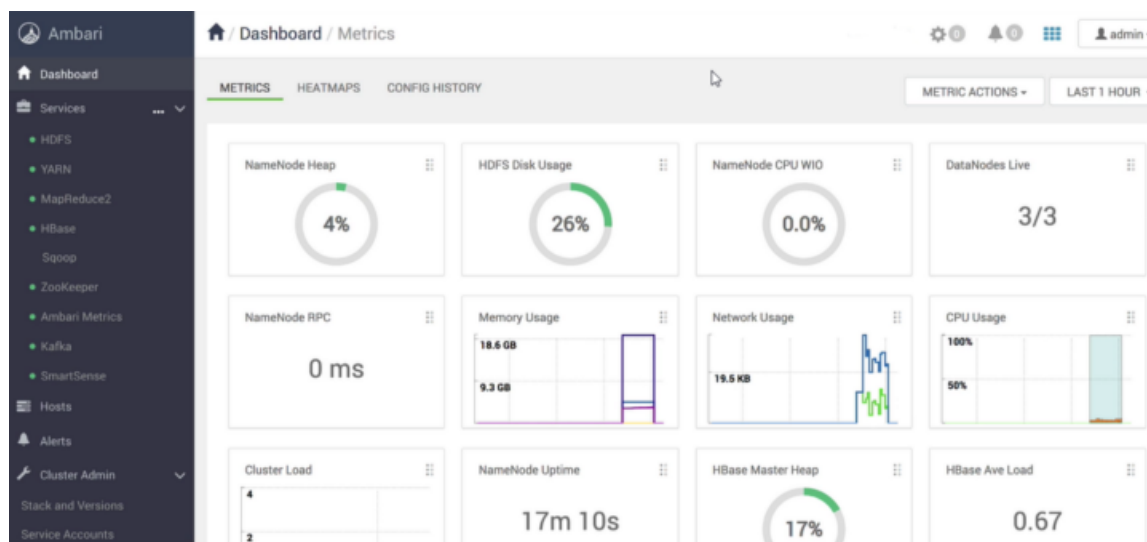 Ambari
/ Dashboard / Metrics
0
0
admin
Dashboard
Services
...
HDFS
YARN
MapReduce2
HBase
Sqoop
ZooKeeper
Ambari Metrics
Kafka
SmartSense
Hosts
Alerts
Cluster Admin
Stack and Versions
Service Accounts
METRICS HEATMAPS CONFIG HISTORY
METRIC ACTIONS
LAST 1 HOUR
NameNode Heap
4%
HDFS Disk Usage
26%
NameNode CPU WIO
0.0%
DataNodes Live
3/3
NameNode RPC
0 ms
Memory Usage
18.6 GB
9.3 GB
Network Usage
19.5 KB
CPU Usage
100%
50%
Cluster Load
4
2
NameNode Uptime
17m 10s
HBase Master Heap
17%
HBase Ave Load
0.67